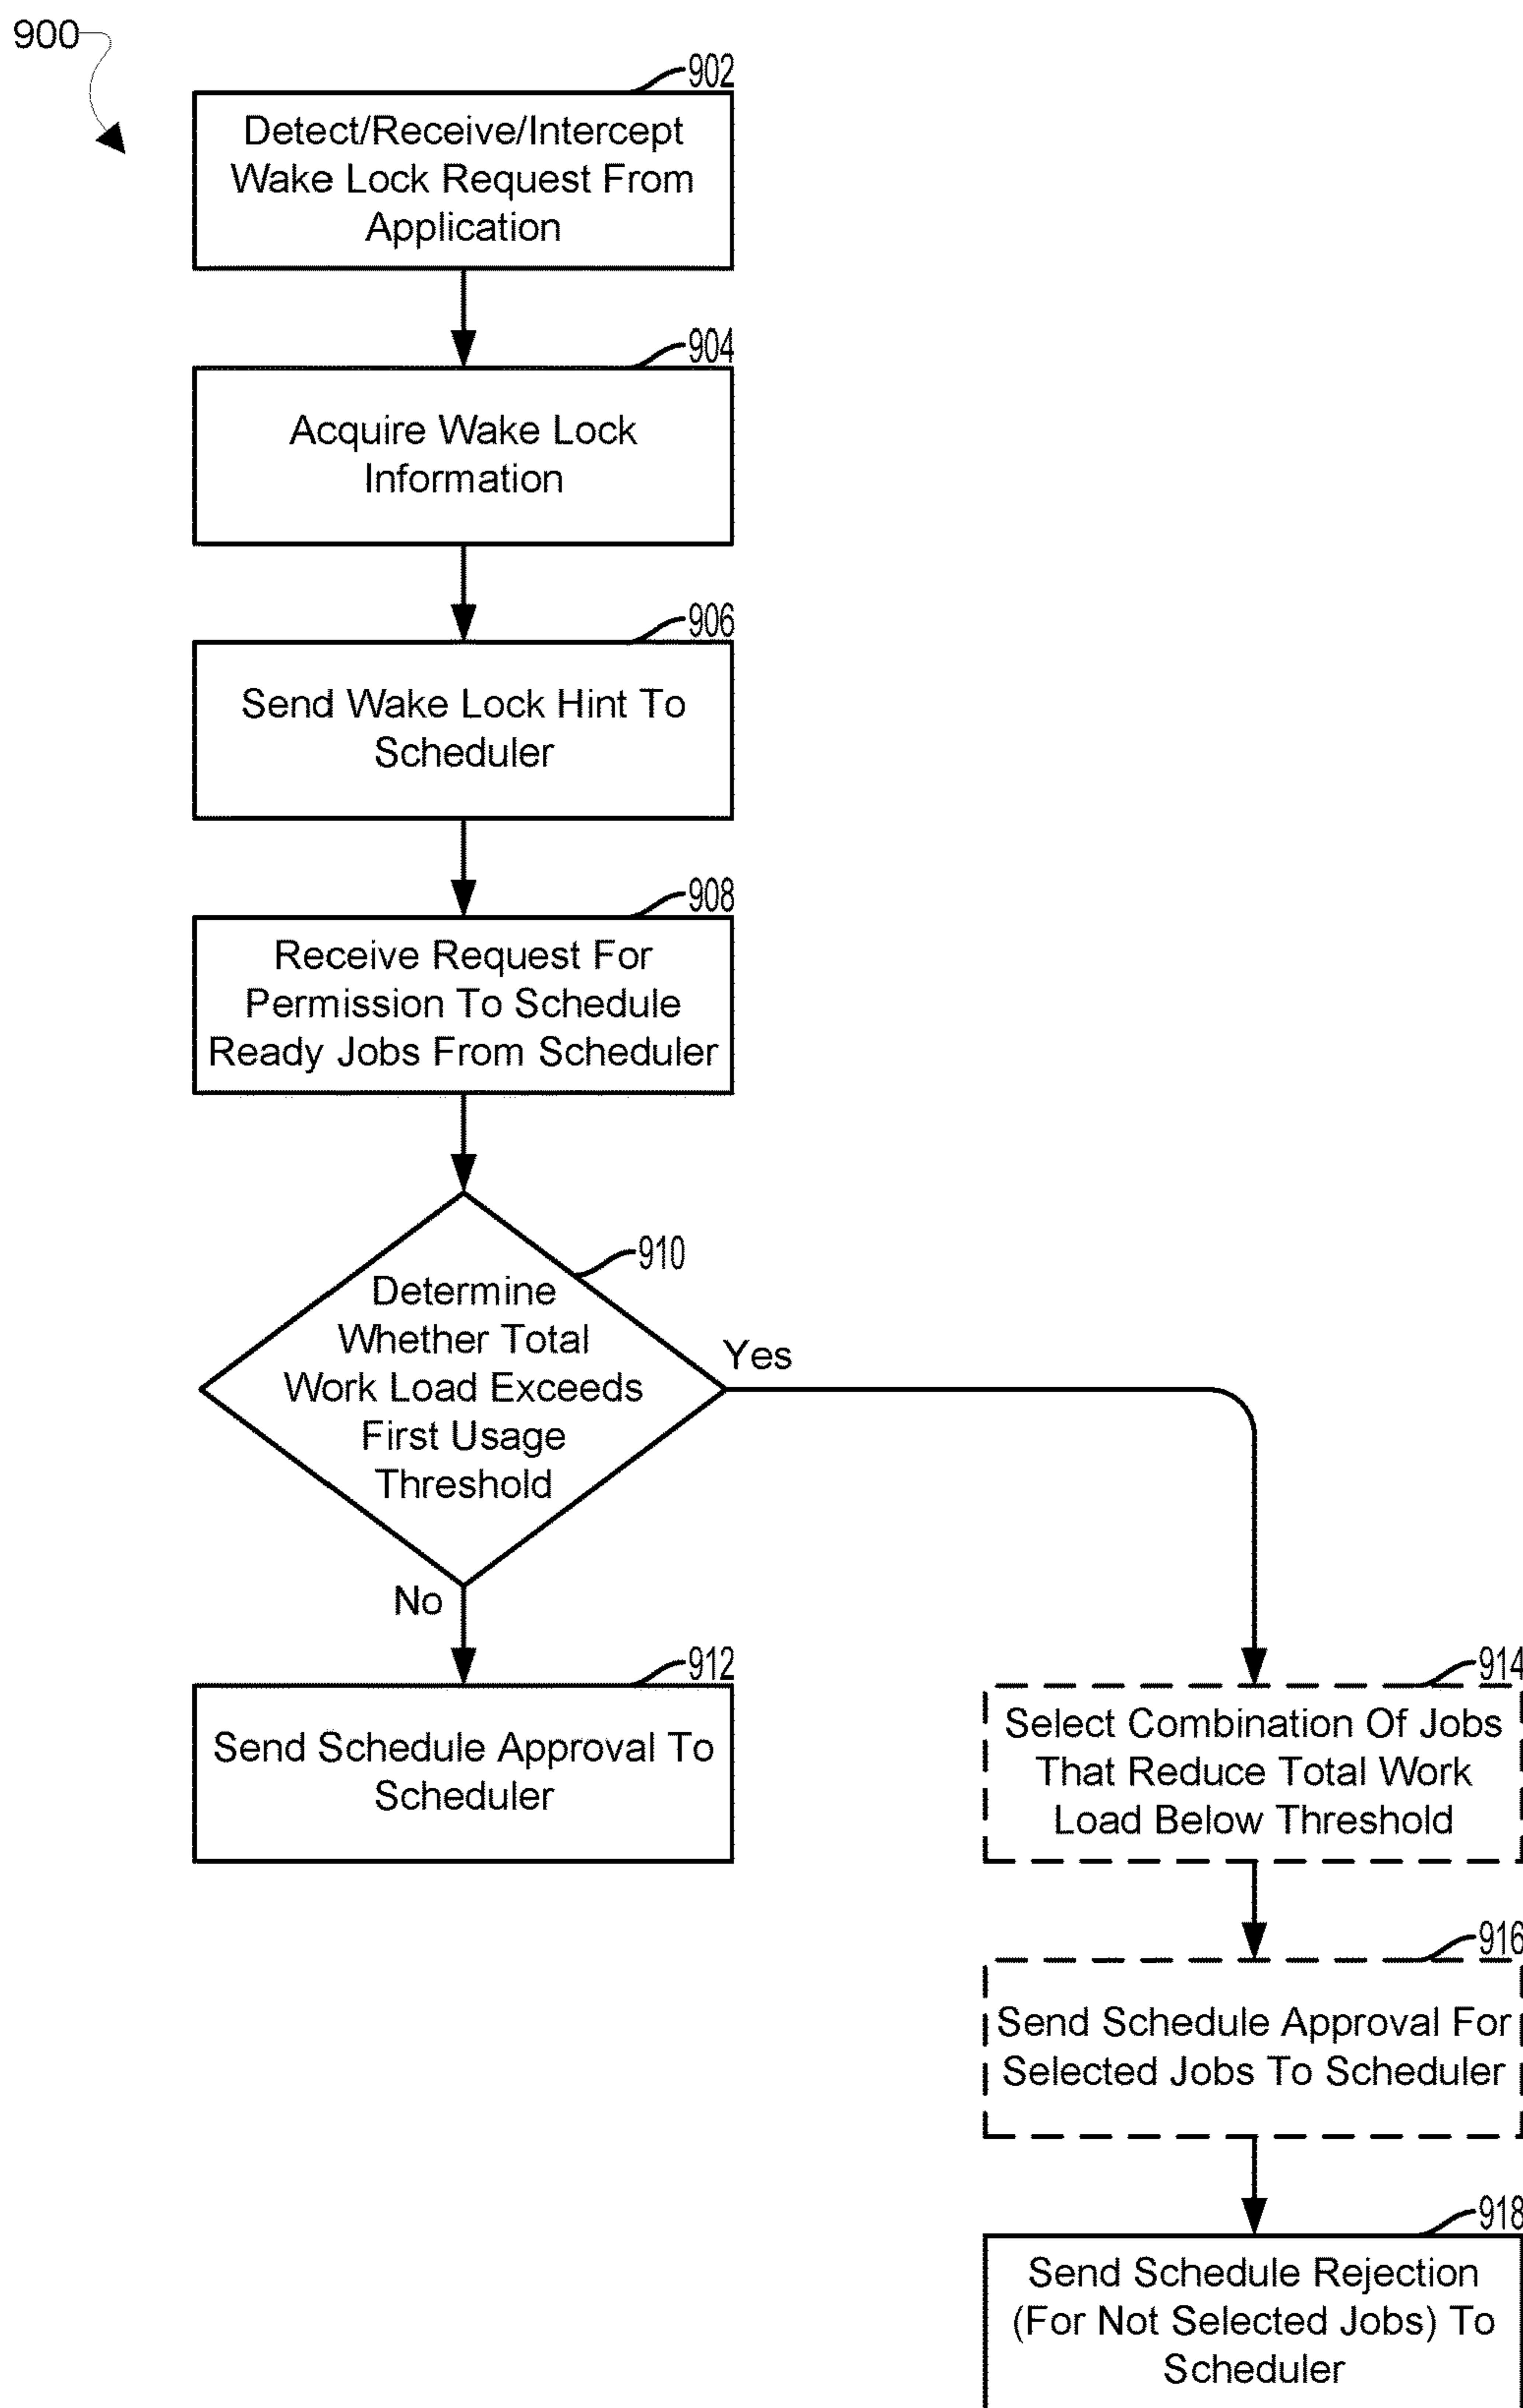 900
902
Detect/Receive/Intercept
Wake Lock Request From
Application
904
Acquire Wake Lock
Information
906
Send Wake Lock Hint To
Scheduler
908
Receive Request For
Permission To Schedule
Ready Jobs From Scheduler
910
Determine
Whether Total
Work Load Exceeds
First Usage
Threshold
Yes
No
912
Send Schedule Approval To
Scheduler
914
Select Combination Of Jobs
That Reduce Total Work
Load Below Threshold
916
Send Schedule Approval For
Selected Jobs To Scheduler
918
Send Schedule Rejection
(For Not Selected Jobs) To
Scheduler